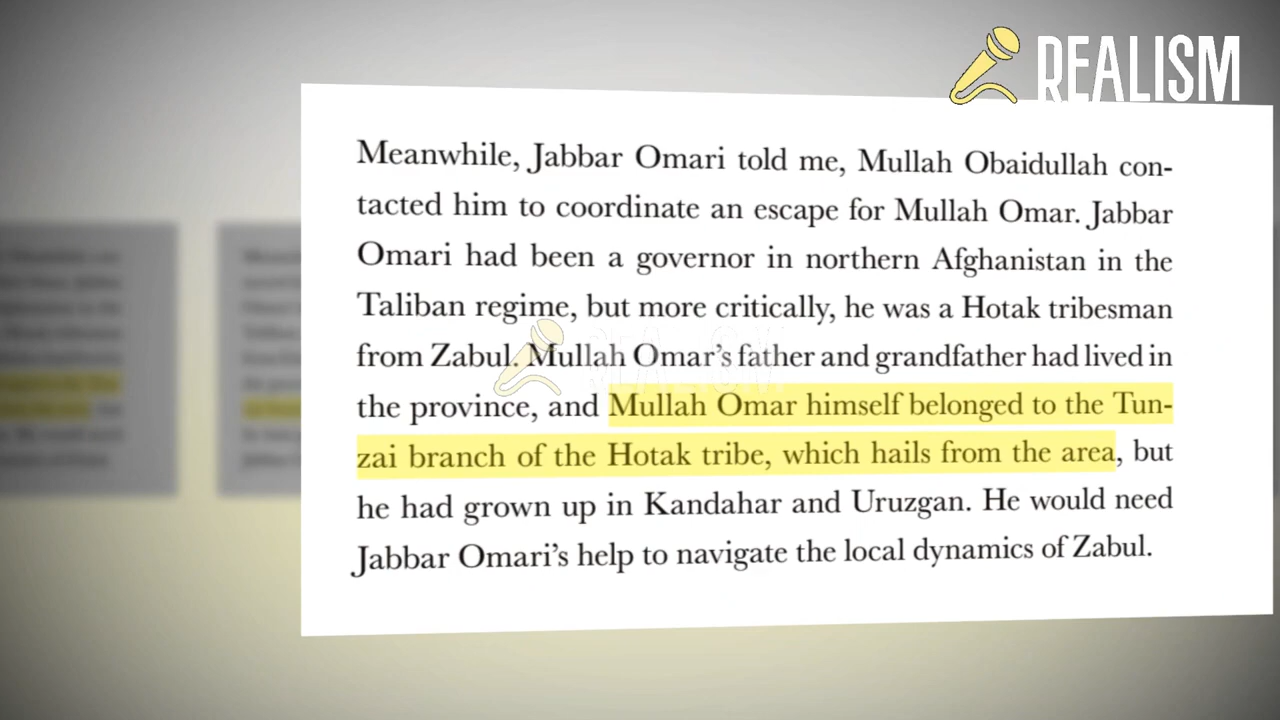 REALISM
Meanwhile, Jabbar Omari told me, Mullah Obaidullah con-
tacted him to coordinate an escape for Mullah Omar. Jabbar
Omari had been a governor in northern Afghanistan in the
Taliban regime, but more critically, he was a Hotak tribesman
from Zabul. Mullah Omar's father and grandfather had lived in
the province, and Mullah Omar himself belonged to the Tun-
zai branch of the Hotak tribe, which hails from the area, but
he had grown up in Kandahar and Uruzgan. He would need
Jabbar Omari's help to navigate the local dynamics of Zabul.
REALISM